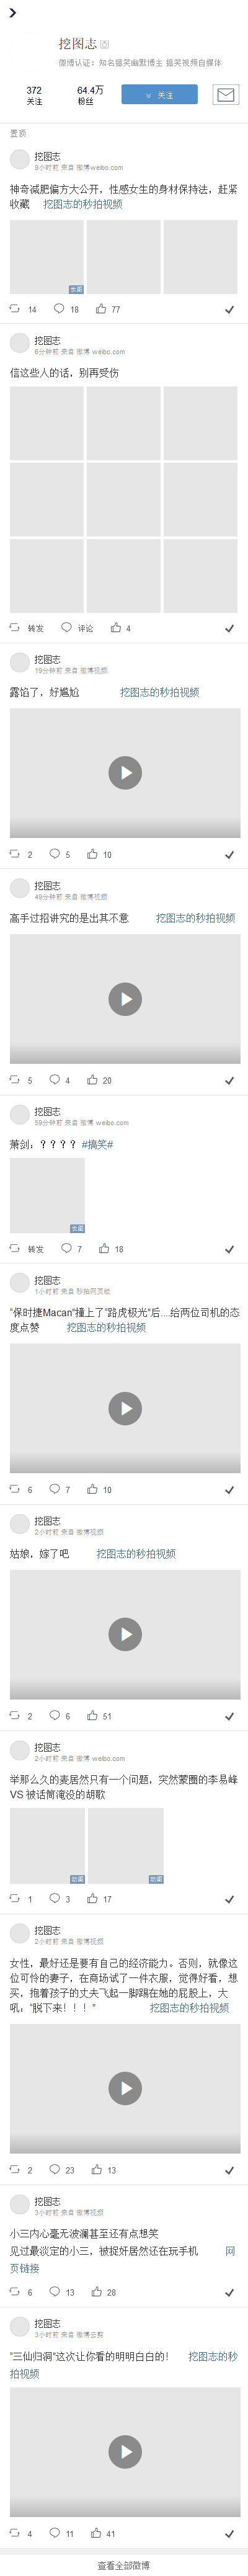 挖图志
微博认证：知名搞笑幽默博主 搞笑视频自媒体
372
关注
64.4万
粉丝
关注
置顶
挖图志
9小时前 来自 微博weibo.com
神奇减肥偏方大公开，性感女生的身材保持法，赶紧
收藏 挖图志的秒拍视频
长图
14 18 77
挖图志
6分钟前 来自 微博 weibo.com
信这些人的话，别再受伤
转发 评论 4
挖图志
19分钟前 来自 微博视频
露馅了，好尴尬 挖图志的秒拍视频
2 5 10
挖图志
49分钟前 来自 微博视频
高手过招讲究的是出其不意 挖图志的秒拍视频
5 4 20
挖图志
59分钟前 来自 微博 weibo.com
萧剑：？？？？ #搞笑#
长图
转发 7 18
挖图志
1小时前 来自 秒拍网页版
"保时捷Macan"撞上了"路虎极光"后...给两位司机的态
度点赞 挖图志的秒拍视频
6 7 10
挖图志
2小时前 来自 微博视频
姑娘，嫁了吧 挖图志的秒拍视频
2 6 51
挖图志
2小时前 来自 微博 weibo.com
举那么久的麦居然只有一个问题，突然蒙圈的李易峰
VS 被话筒淹没的胡歌
动图
动图
1 3 17
挖图志
2小时前 来自 微博视频
女性，最好还是要有自己的经济能力。否则，就像这
位可怜的妻子，在商场试了一件衣服，觉得好看，想
买，抱着孩子的丈夫飞起一脚踢在她的屁股上，大
吼："脱下来！！！" 挖图志的秒拍视频
2 23 13
挖图志
3小时前 来自 微博视频
小三内心毫无波澜甚至还有点想笑
见过最淡定的小三，被捉奸居然还在玩手机 网
页链接
6 13 28
挖图志
3小时前 来自 微博云剪
"三仙归洞"这次让你看的明明白白的！ 挖图志的秒
拍视频
4 11 41
查看全部微博